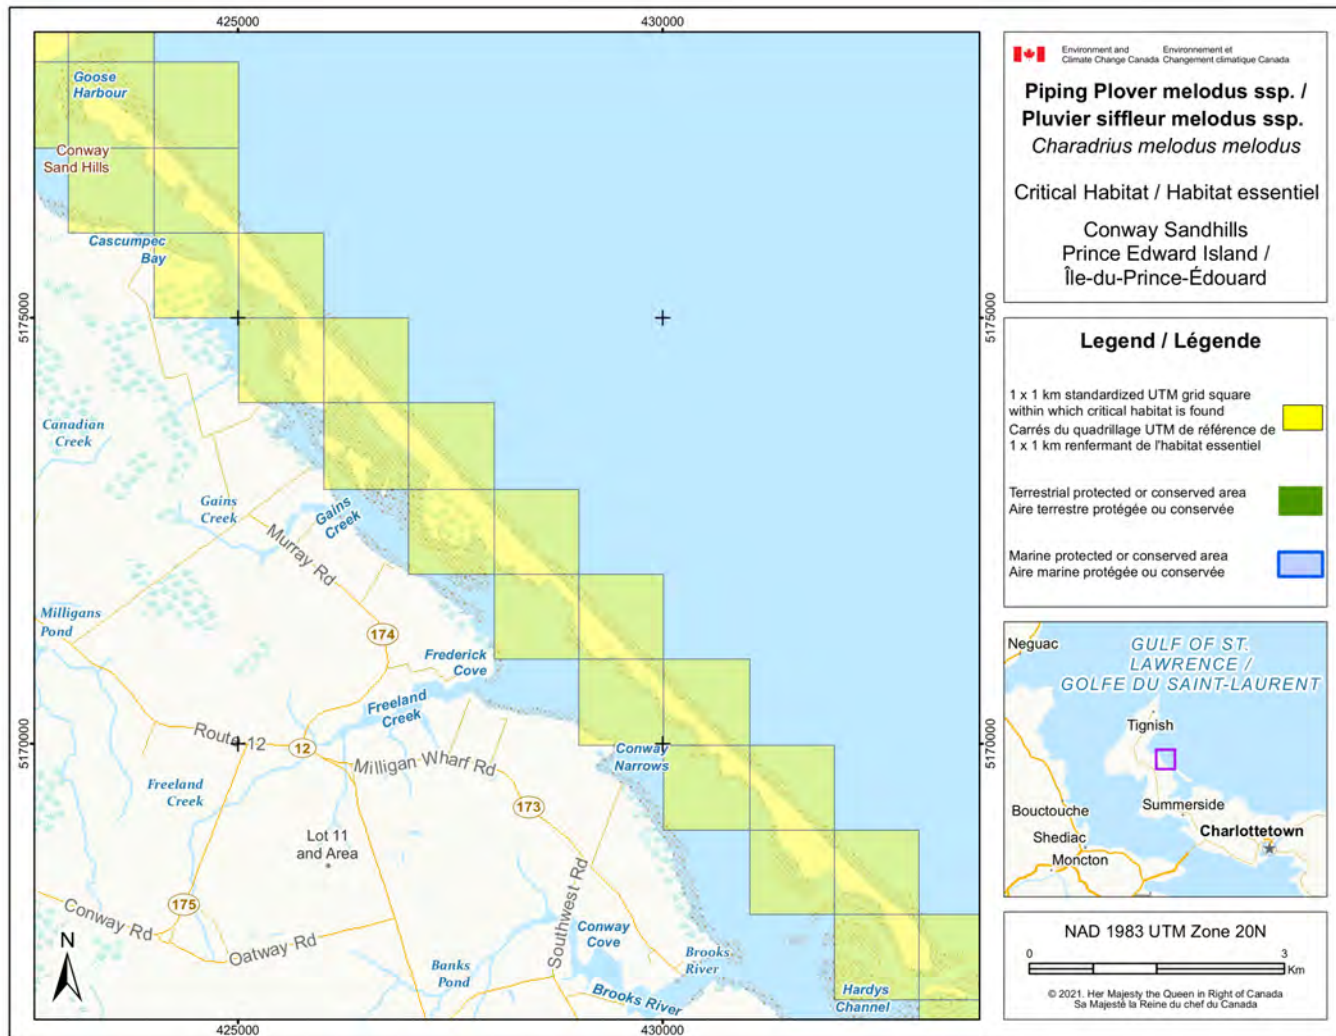 425000
430000
Goose
Harbour
Conway
Sand Hills
Cascumpec
Bay
5175000
5175000
Canadian
Creek
Gains
Creek
Gains
Creek
Murray Rd
Milligans
Pond
174
Frederick
Cove
Freeland
Creek
Route 12
12
Milligan Wharf Rd
Conway
Narrows
5170000
5170000
Freeland
Creek
173
Lot 11
and Area
Southwest Rd
175
Conway Rd
Oatway Rd
Conway
Cove
Banks
Pond
Brooks
River
Brooks River
Hardys
Channel
N
425000
430000
Environment and
Climate Change Canada
Environnement et
Changement climatique Canada
Piping Plover melodus ssp. /
Pluvier siffleur melodus ssp.
Charadrius melodus melodus
Critical Habitat / Habitat essentiel
Conway Sandhills
Prince Edward Island /
Île-du-Prince-Édouard
Legend / Légende
1 x 1 km standardized UTM grid square
within which critical habitat is found
Carrés du quadrillage UTM de référence de
1 x 1 km renfermant de l'habitat essentiel
Terrestrial protected or conserved area
Aire terrestre protégée ou conservée
Marine protected or conserved area
Aire marine protégée ou conservée
Neguac
GULF OF ST.
LAWRENCE /
GOLFE DU SAINT-LAURENT
Tignish
Bouctouche
Summerside
Shediac
Charlottetown
Moncton
NAD 1983 UTM Zone 20N
0 3
Km
© 2021. Her Majesty the Queen in Right of Canada
Sa Majesté la Reine du chef du Canada